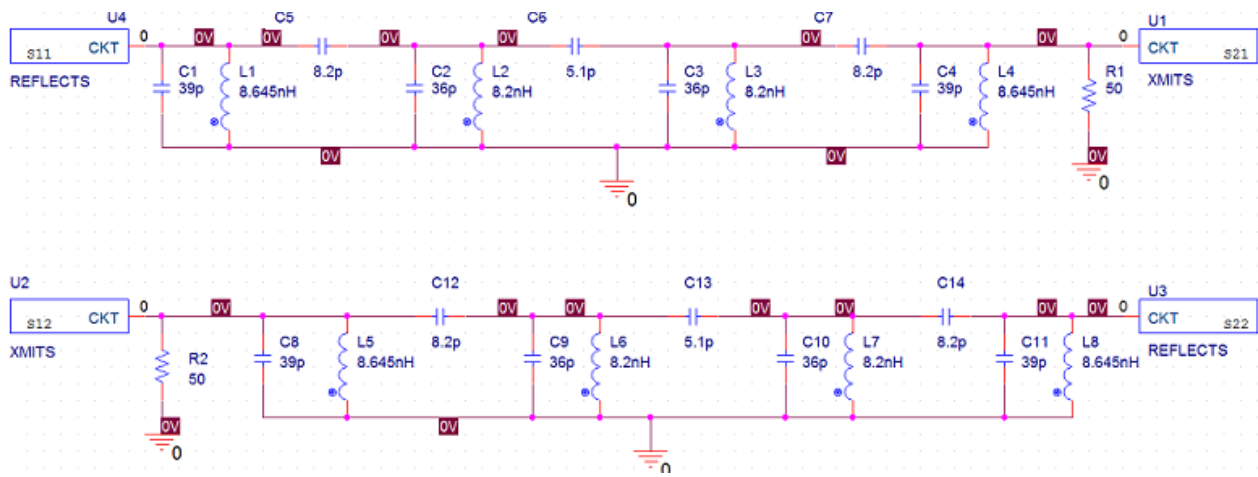 U4 C5 C6 C7 U1
0 0V 0V 0V 0V 0V 0V 0
S11 CKT CKT S21
REFLECTS XMITS
8.2p 5.1p 8.2p
C1 L1 C2 L2 C3 L3 C4 L4 R1
39p 8.645nH 36p 8.2nH 36p 8.2nH 39p 8.645nH 50
0V 0V 0V
0 0
U2 C12 C13 C14 U3
0 0V 0V 0V 0V 0V 0V 0V 0
S12 CKT CKT S22
XMITS REFLECTS
8.2p 5.1p 8.2p
R2 C8 L5 C9 L6 C10 L7 C11 L8
50 39p 8.645nH 36p 8.2nH 36p 8.2nH 39p 8.645nH
0V 0V
0 0